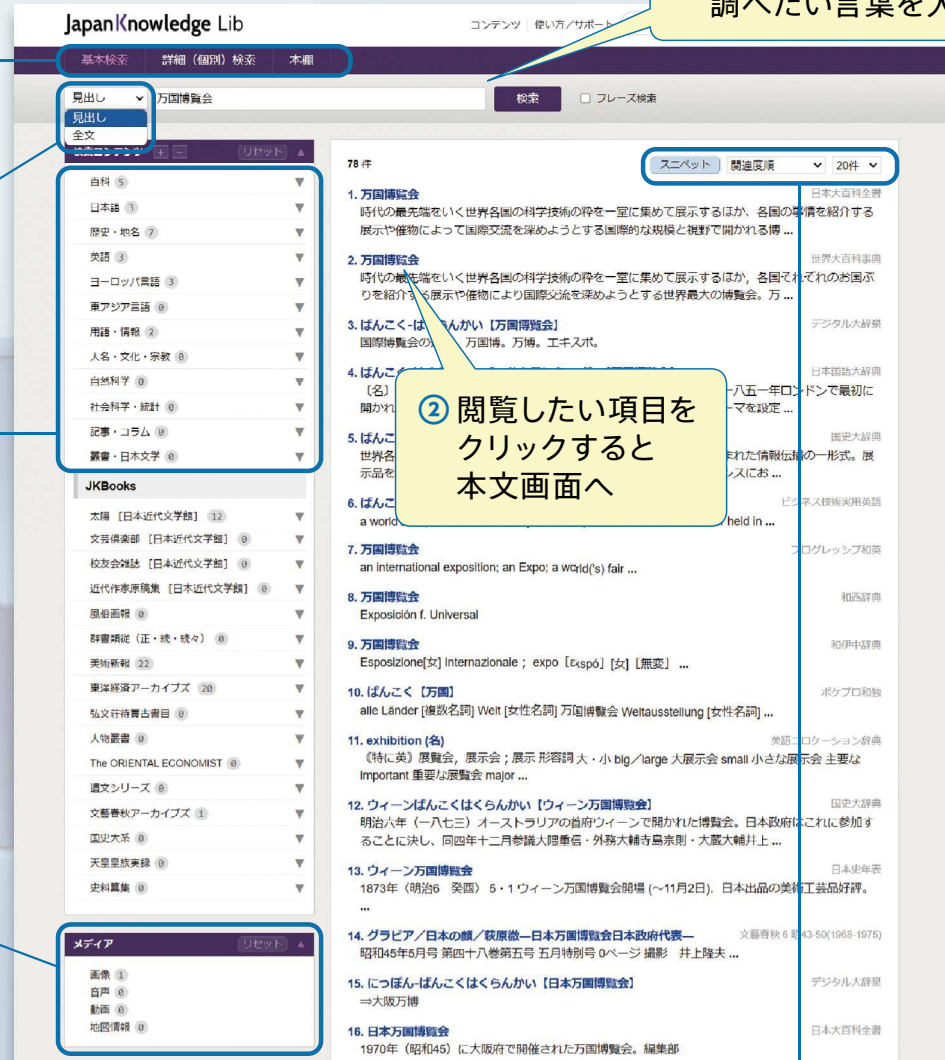 JapanKnowledge Lib
コンテンツ 使い方/サポート
調べたい言葉を入
基本検索 詳細（個別）検索 本棚
見出し 万国博覧会 検索 フレーズ検索
見出し
全文
リセット
百科 5
日本語 3
歴史・地名 7
英語 3
ヨーロッパ言語 3
東アジア言語 0
用語・情報 2
人名・文化・宗教 0
自然科学 0
社会科学・統計 0
記事・コラム 0
叢書・日本文学 0
JKBooks
太陽 ［日本近代文学館］ 12
文芸倶楽部 ［日本近代文学館］ 0
校友会雑誌 ［日本近代文学館］ 0
近代作家原稿集 ［日本近代文学館］ 0
風俗画報 0
群書類従（正・続・続々） 0
美術新報 22
東洋経済アーカイブズ 20
弘文荘待賈古書目 0
人物叢書 0
The ORIENTAL ECONOMIST 0
週刊エコノミスト 0
文藝春秋アーカイブズ 1
国史大系 0
天皇皇族実録 0
史料纂集 0
メディア リセット
画像 1
音声 0
動画 0
地図情報 0
78 件 スニペット 関連度順 20件
1. 万国博覧会 日本大百科全書
時代の最先端をいく世界各国の科学技術の粋を一室に集めて展示するほか、各国の事情を紹介する
展示や催物によって国際交流を深めようとする国際的な規模と視野で開かれる博 ...
2. 万国博覧会 世界大百科事典
時代の最先端をいく世界各国の科学技術の粋を一室に集めて展示するほか，各国それぞれのお国ぶ
りを紹介する展示や催物により国際交流を深めようとする世界最大の博覧会。万 ...
3. ばんこく‐はくらんかい【万国博覧会】 デジタル大辞泉
国際博覧会の 万国博。万博。エキスポ。
4. ばんこく 日本国語大辞典
〔名〕 一八五一年ロンドンで最初に
開かれ ーマを設定 ...
5. ばんこ 国史大辞典
世界各 まれた情報伝播の一形式。展
示品を スにお ...
6. ばんこ ビジネス技術実用英語
a world held in ...
7. 万国博覧会 プログレッシブ和英
an international exposition; an Expo; a world('s) fair ...
8. 万国博覧会 和西辞典
Exposición f. Universal
9. 万国博覧会 和伊中辞典
Esposizione[女] internazionale ； expo［ɛkspó］[女]［無変］ ...
10. ばんこく【万国】 ポケプロ和独
alle Länder [複数名詞] Welt [女性名詞] 万国博覧会 Weltausstellung [女性名詞] ...
11. exhibition (名) 英語コロケーション辞典
《特に英》展覧会，展示会；展示 形容詞 大・小 big／large 大展示会 small 小さな展示会 主要な
important 重要な展覧会 major ...
12. ウィーンばんこくはくらんかい【ウィーン万国博覧会】 国史大辞典
明治六年（一八七三）オーストラリアの首府ウィーンで開かれた博覧会。日本政府はこれに参加す
ることに決し、同四年十二月参議大隈重信・外務大輔寺島宗則・大蔵大輔井上 ...
13. ウィーン万国博覧会 日本史年表
1873年（明治6 癸酉） 5・1 ウィーン万国博覧会開場 (～11月2日)．日本出品の美術工芸品好評。
...
14. グラビア／日本の顔／萩原徹―日本万国博覧会日本政府代表― 文藝春秋 6 昭43-50(1968-1975)
昭和45年5月号 第四十八巻第五号 五月特別号 0ページ 撮影 井上隆夫 ...
15. にっぽん‐ばんこくはくらんかい【日本万国博覧会】 デジタル大辞泉
⇒大阪万博
16. 日本万国博覧会 日本大百科全書
1970年（昭和45）に大阪府で開催された万国博覧会。編集部
② 閲覧したい項目を
クリックすると
本文画面へ